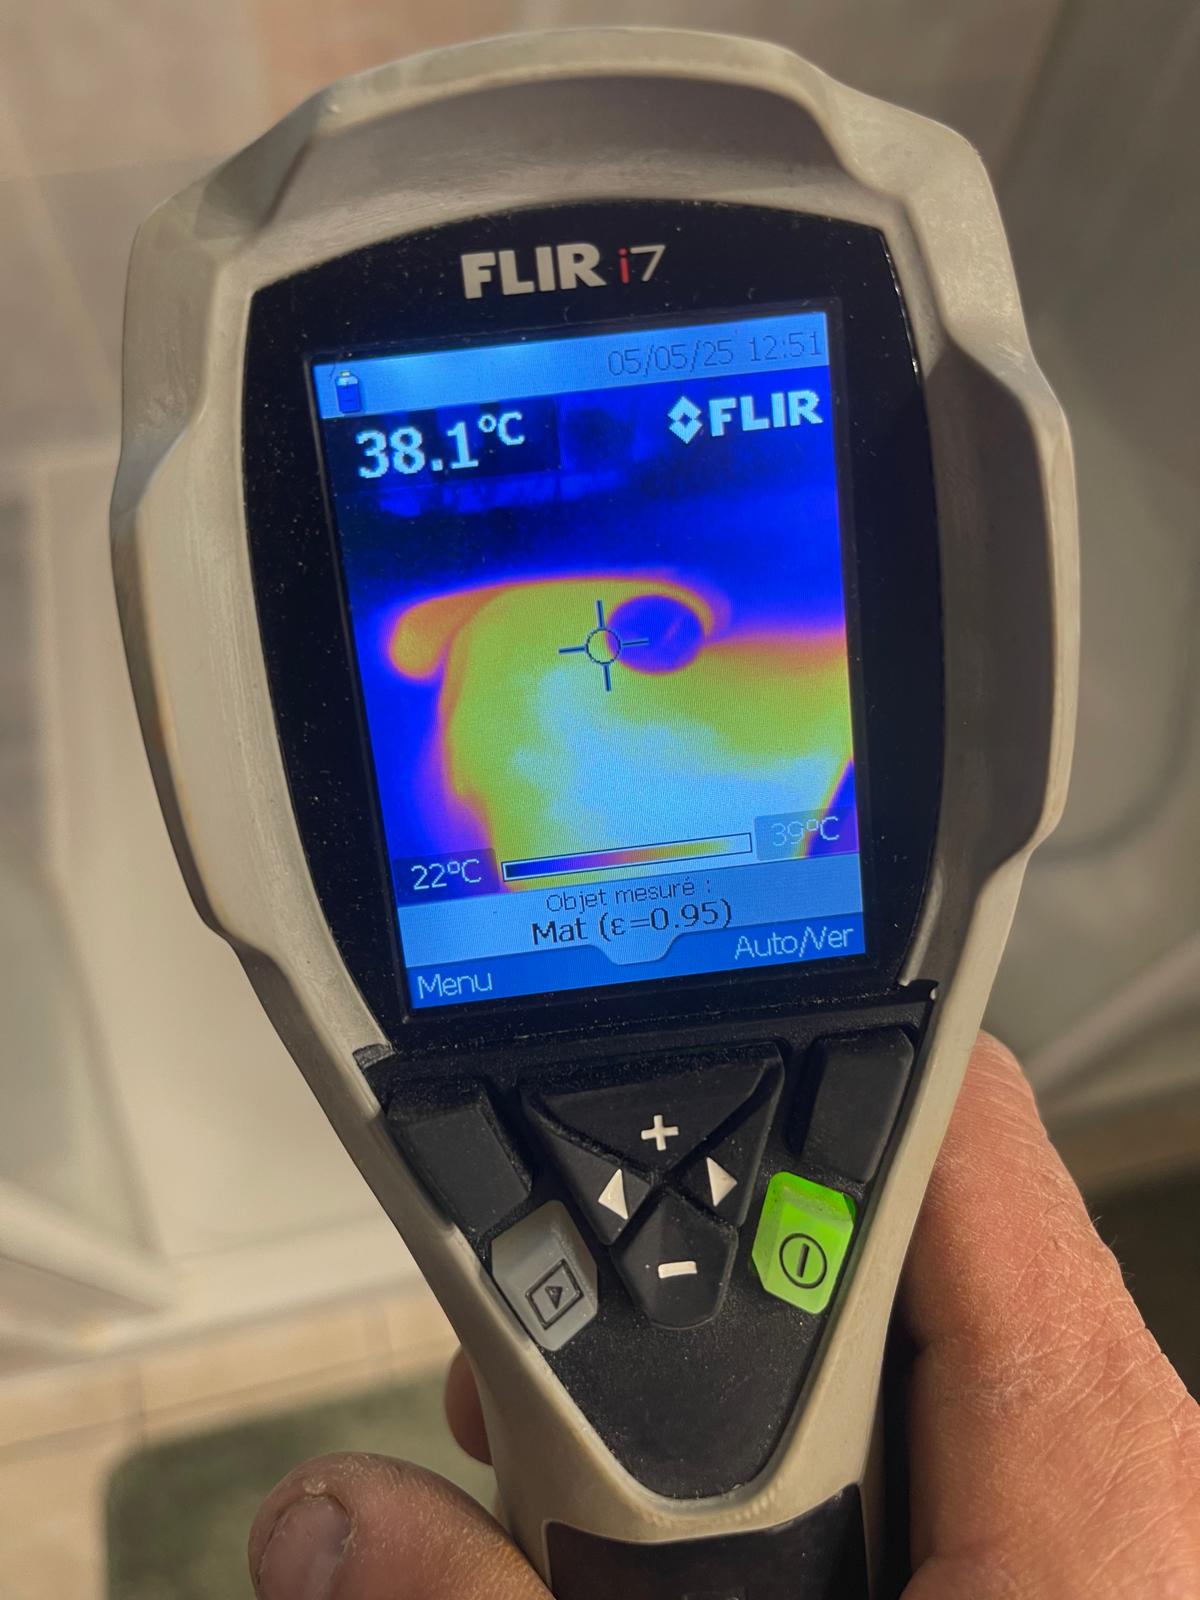 FLIR i7
05/05/25 12:51
38.1°C
FLIR
22°C
39°C
Objet mesuré :
Mat (ε=0.95)
Menu
Auto/Ver